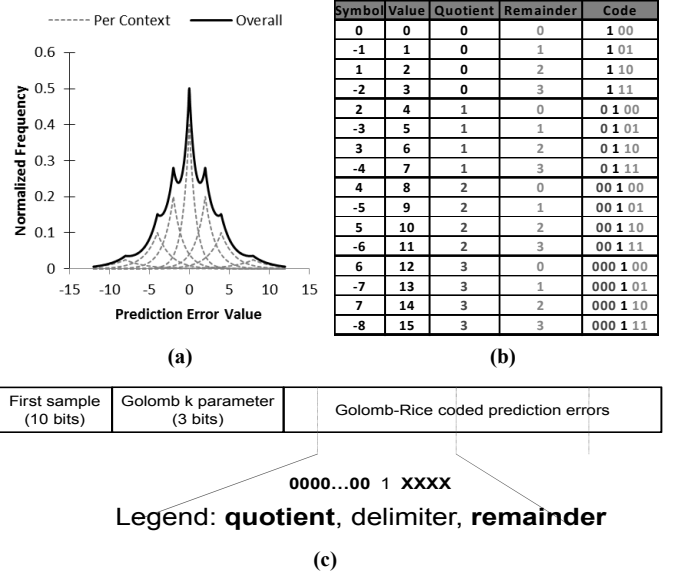 Per Context
Overall
0.6
0.5
0.4
0.3
0.2
0.1
0
-15 -10 -5 0 5 10 15
Normalized Frequency
Prediction Error Value
(a)
Symbol Value Quotient Remainder Code
0 0 0 0 1 00
-1 1 0 1 1 01
1 2 0 2 1 10
-2 3 0 3 1 11
2 4 1 0 0 1 00
-3 5 1 1 0 1 01
3 6 1 2 0 1 10
-4 7 1 3 0 1 11
4 8 2 0 00 1 00
-5 9 2 1 00 1 01
5 10 2 2 00 1 10
-6 11 2 3 00 1 11
6 12 3 0 000 1 00
-7 13 3 1 000 1 01
7 14 3 2 000 1 10
-8 15 3 3 000 1 11
(b)
First sample
(10 bits)
Golomb k parameter
(3 bits)
Golomb-Rice coded prediction errors
0000...00 1 XXXX
Legend: quotient, delimiter, remainder
(c)